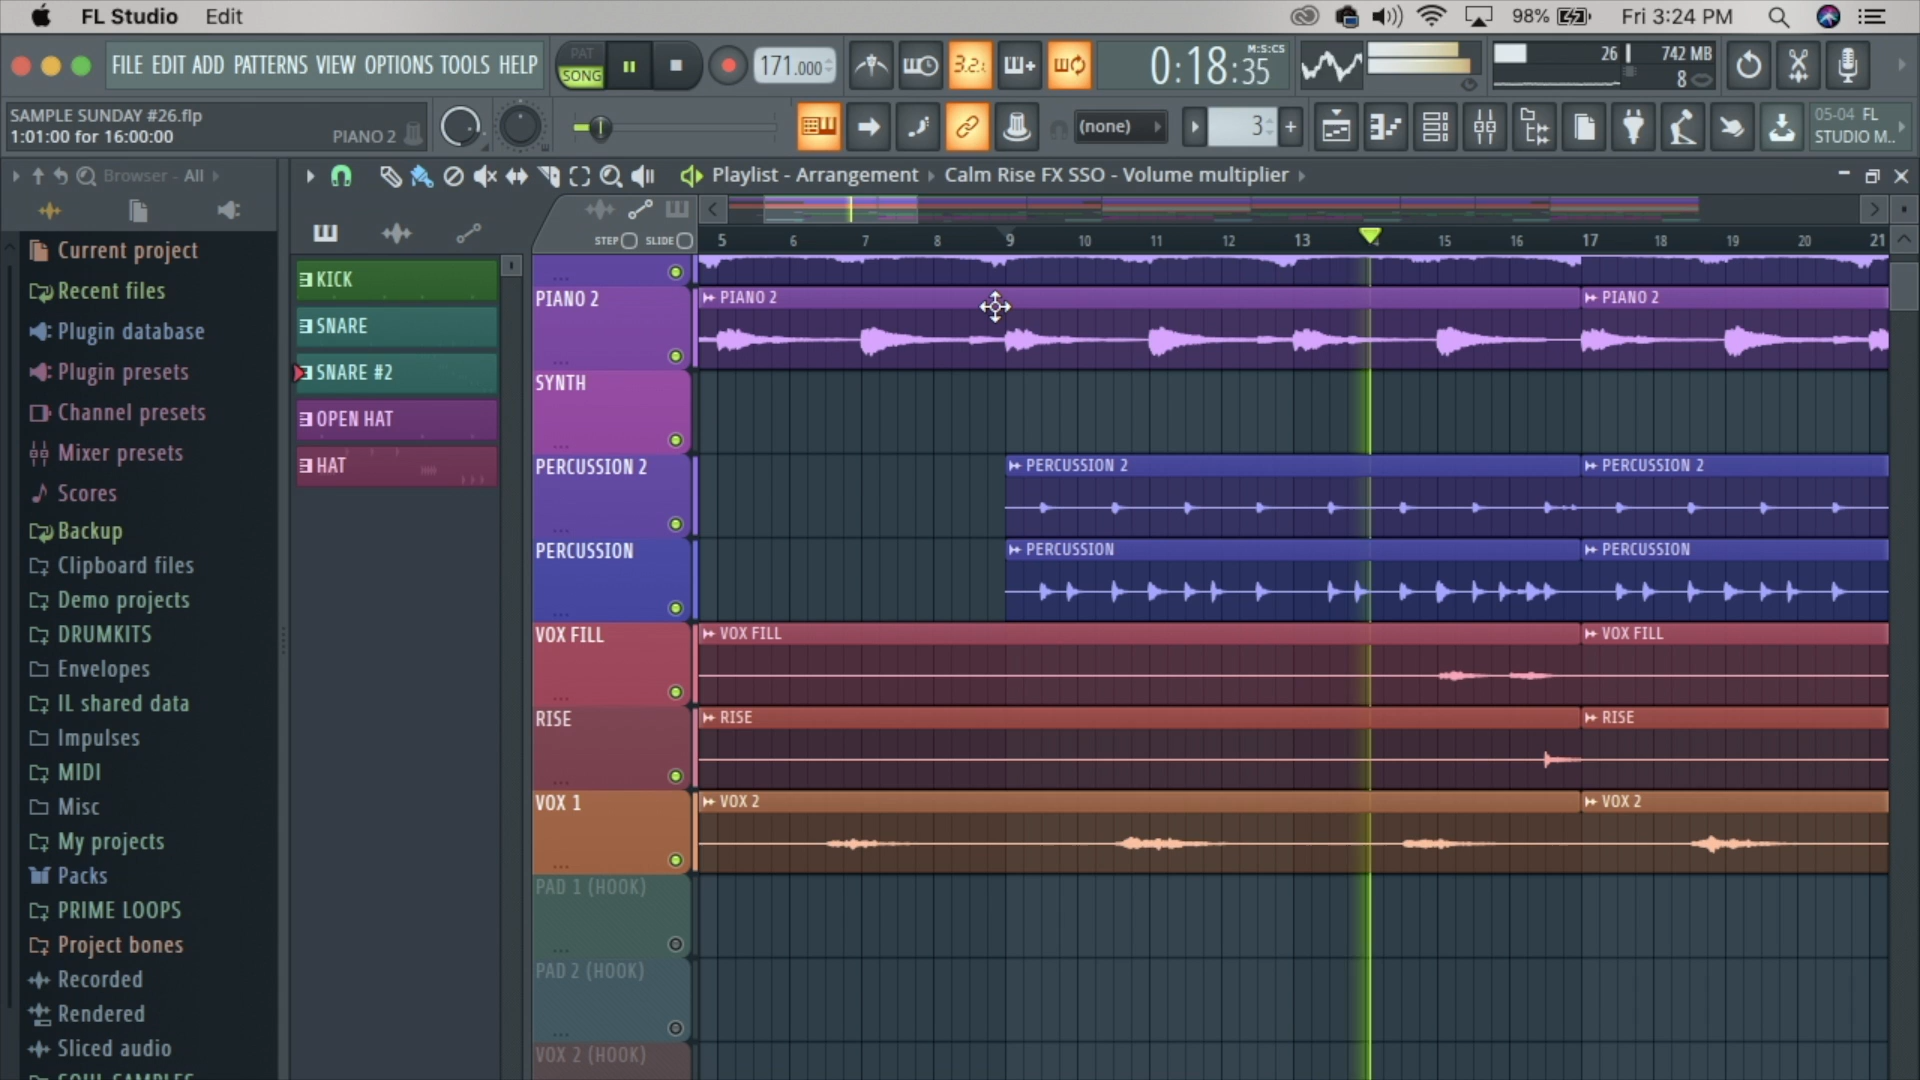 FL Studio Edit
98% Fri 3:24 PM
FILE EDIT ADD PATTERNS VIEW OPTIONS TOOLS HELP
PAT
SONG
171.000
3.2.
0:18:35
M:S:CS
26
742 MB
8
SAMPLE SUNDAY #26.flp
1:01:00 for 16:00:00
PIANO 2
(none)
3
05-04 FL
STUDIO M..
Browser - All
Playlist - Arrangement › Calm Rise FX SSO - Volume multiplier ›
STEP
SLIDE
5 6 7 8 9 10 11 12 13 15 16 17 18 19 20 21
Current project
Recent files
Plugin database
Plugin presets
Channel presets
Mixer presets
Scores
Backup
Clipboard files
Demo projects
DRUMKITS
Envelopes
IL shared data
Impulses
MIDI
Misc
My projects
Packs
PRIME LOOPS
Project bones
Recorded
Rendered
Sliced audio
SOUL SAMPLES
KICK
SNARE
SNARE #2
OPEN HAT
HAT
PIANO 2
PIANO 2
PIANO 2
SYNTH
PERCUSSION 2
PERCUSSION 2
PERCUSSION 2
PERCUSSION
PERCUSSION
PERCUSSION
VOX FILL
VOX FILL
VOX FILL
RISE
RISE
RISE
VOX 1
VOX 2
VOX 2
PAD 1 (HOOK)
PAD 2 (HOOK)
VOX 2 (HOOK)